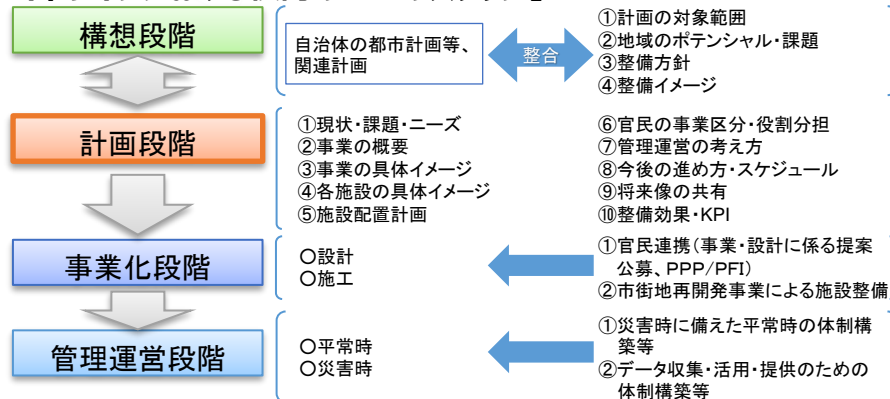 構想段階
自治体の都市計画等、
関連計画
整合
①計画の対象範囲
②地域のポテンシャル・課題
③整備方針
④整備イメージ
計画段階
①現状・課題・ニーズ
②事業の概要
③事業の具体イメージ
④各施設の具体イメージ
⑤施設配置計画
⑥官民の事業区分・役割分担
⑦管理運営の考え方
⑧今後の進め方・スケジュール
⑨将来像の共有
⑩整備効果・KPI
事業化段階
〇設計
〇施工
①官民連携(事業・設計に係る提案
公募、PPP/PFI)
②市街地再開発事業による施設整備
管理運営段階
〇平常時
〇災害時
①災害時に備えた平常時の体制構
築等
②データ収集・活用・提供のための
体制構築等